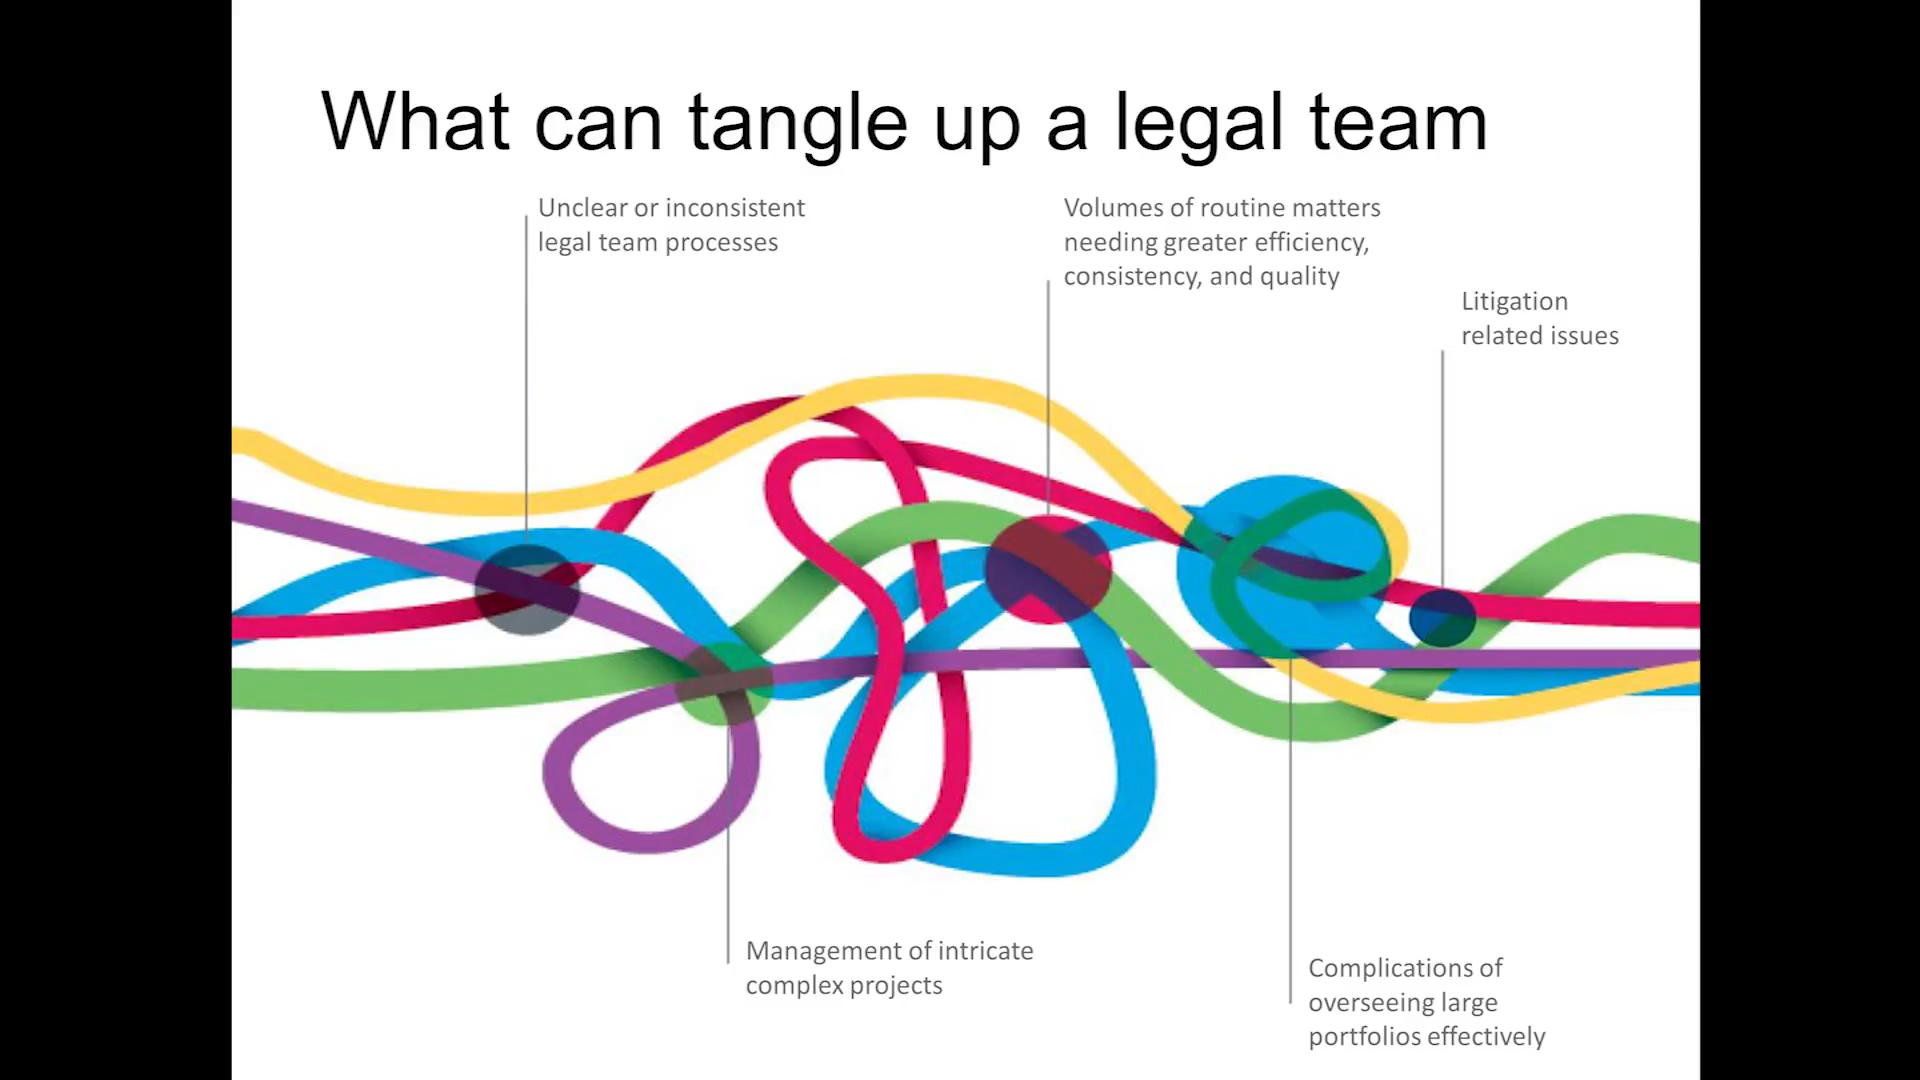 What can tangle up a legal team
Unclear or inconsistent
legal team processes
Volumes of routine matters
needing greater efficiency,
consistency, and quality
Litigation
related issues
Management of intricate
complex projects
Complications of
overseeing large
portfolios effectively